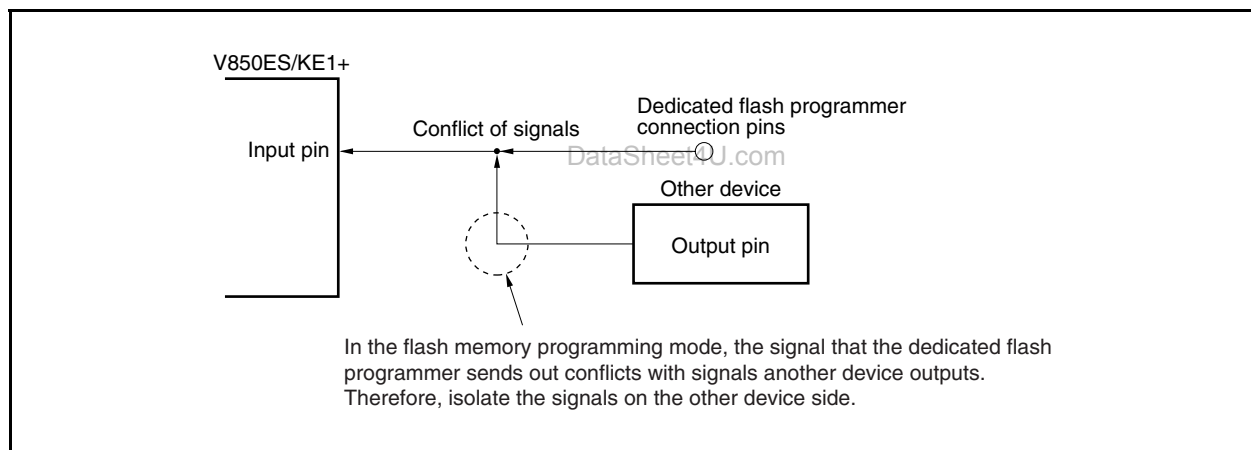 V850ES/KE1+
Dedicated flash programmer
connection pins
Conflict of signals
Input pin
DataSheet4U.com
Other device
Output pin
In the flash memory programming mode, the signal that the dedicated flash
programmer sends out conflicts with signals another device outputs.
Therefore, isolate the signals on the other device side.